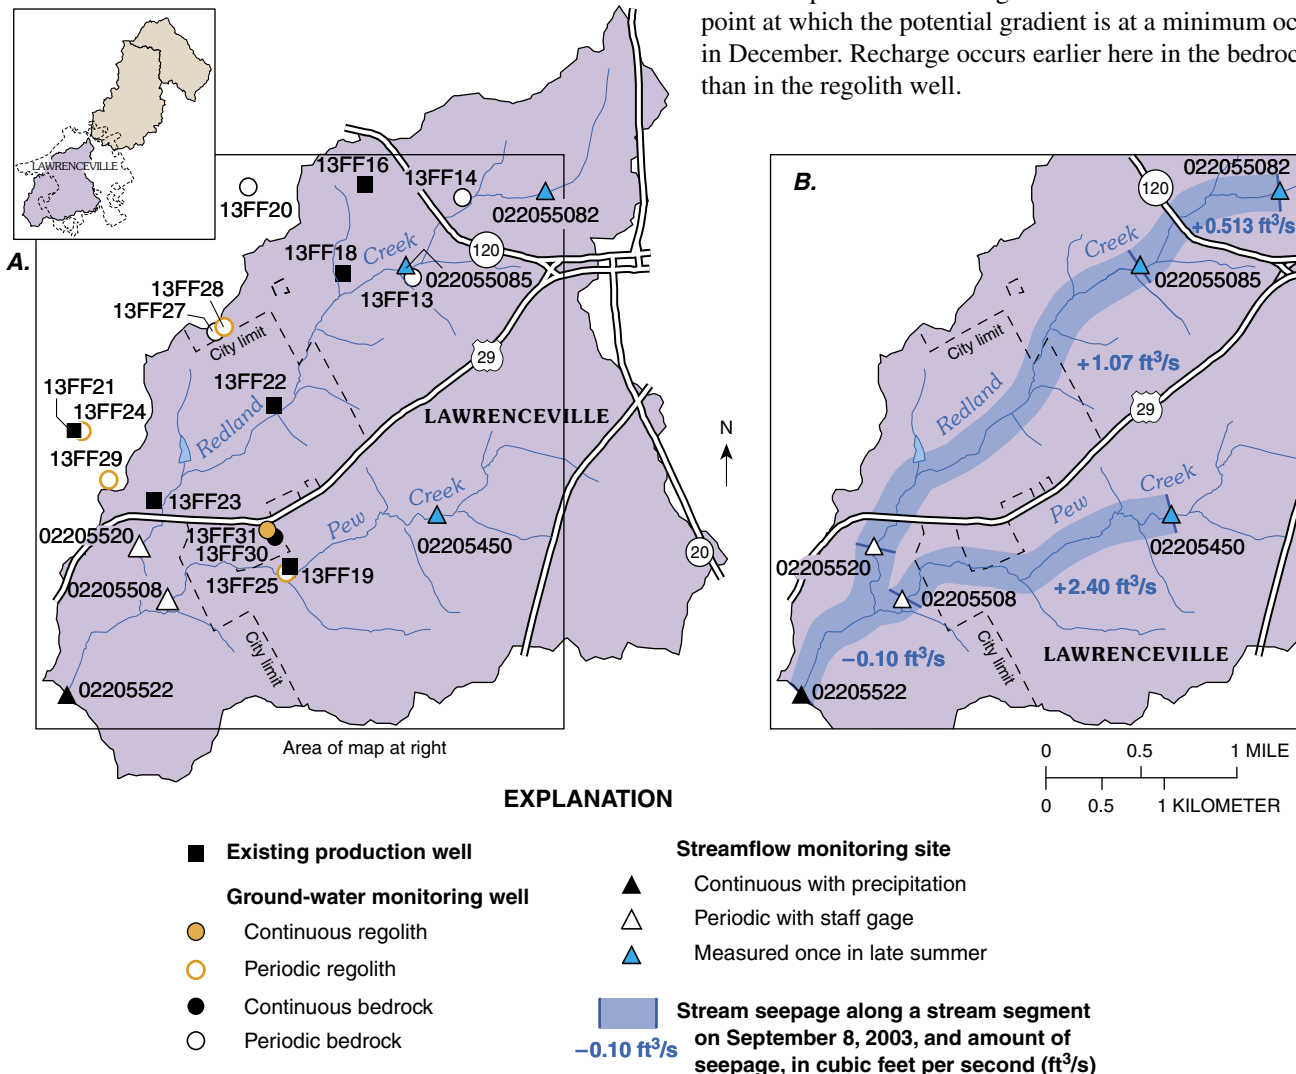 point at which the potential gradient is at a minimum oc
in December. Recharge occurs earlier here in the bedroc
than in the regolith well.
LAWRENCEVILLE
A.
13FF16
13FF14
13FF20
022055082
120
Creek
13FF18
022055085
13FF13
13FF28
13FF27
City limit
29
13FF22
13FF21
13FF24
LAWRENCEVILLE
Redland
13FF29
13FF23
Creek
Pew
02205520
13FF31
13FF30
02205450
13FF19
13FF25
02205508
20
City limit
02205522
Area of map at right
N
B.
022055082
120
+0.513 ft³/s
Creek
022055085
City limit
+1.07 ft³/s
29
Redland
Creek
Pew
02205450
02205520
+2.40 ft³/s
02205508
−0.10 ft³/s
City limit
LAWRENCEVILLE
02205522
0 0.5 1 MILE
0 0.5 1 KILOMETER
EXPLANATION
Existing production well
Ground-water monitoring well
Continuous regolith
Periodic regolith
Continuous bedrock
Periodic bedrock
Streamflow monitoring site
Continuous with precipitation
Periodic with staff gage
Measured once in late summer
Stream seepage along a stream segment
on September 8, 2003, and amount of
seepage, in cubic feet per second (ft³/s)
−0.10 ft³/s